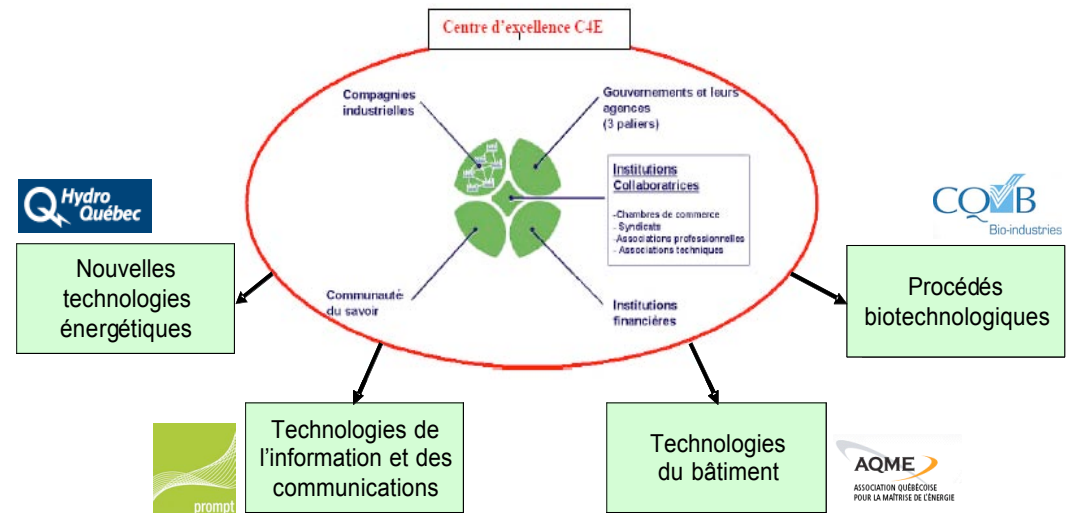 Centre d'excellence C4E
Compagnies
industrielles
Gouvernements et leurs
agences
(3 paliers)
Institutions
Collaboratrices
-Chambres de commerce
- Syndicats
-Associations professionnelles
- Associations techniques
Communauté
du savoir
Institutions
financières
Hydro
Québec
Nouvelles
technologies
énergétiques
CQVB
Bio-industries
Procédés
biotechnologiques
prompt
Technologies de
l'information et des
communications
Technologies
du bâtiment
AQME
ASSOCIATION QUÉBÉCOISE
POUR LA MAÎTRISE DE L'ÉNERGIE